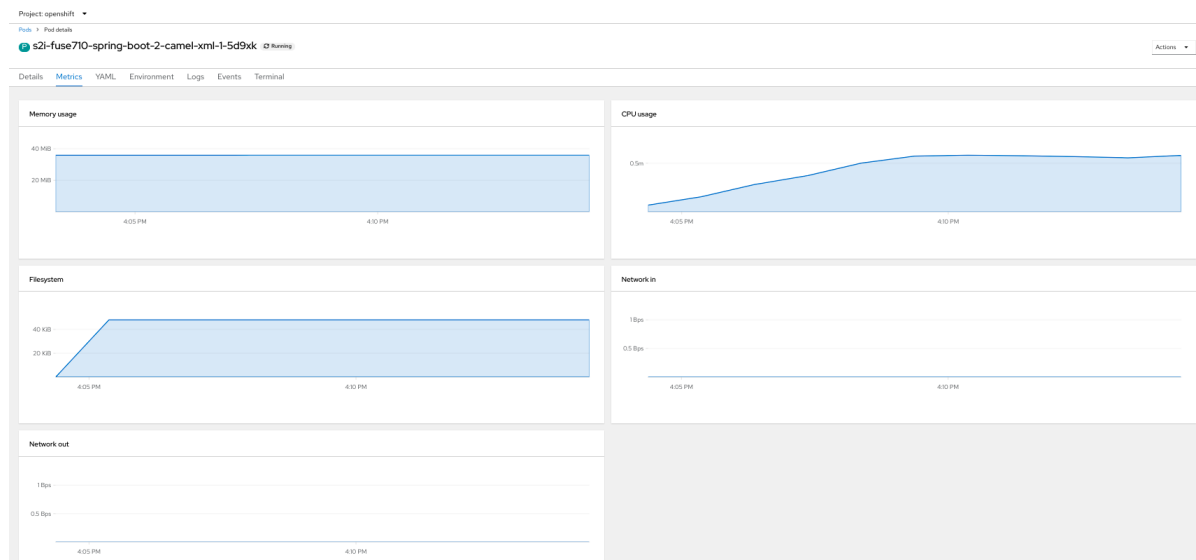 Project: openshift
Pods Pod details
P s2i-fuse710-spring-boot-2-camel-xml-1-5d9xk Running
Actions
Details Metrics YAML Environment Logs Events Terminal
Memory usage
40 MiB
20 MiB
4:05 PM 4:10 PM
CPU usage
0.5m
4:05 PM 4:10 PM
Filesystem
40 KiB
20 KiB
4:05 PM 4:10 PM
Network in
1 Bps
0.5 Bps
4:05 PM 4:10 PM
Network out
1 Bps
0.5 Bps
4:05 PM 4:10 PM